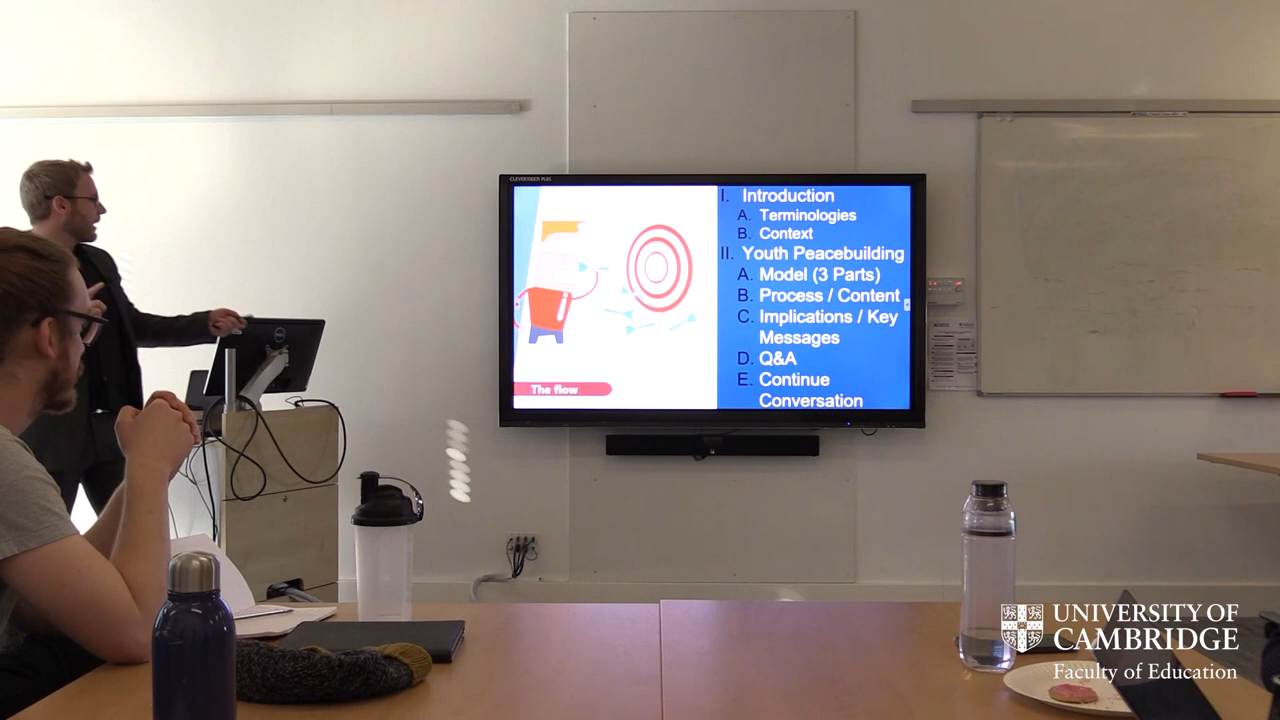 CLEVERTOUCH PLUS
I. Introduction
A. Terminologies
B. Context
II. Youth Peacebuilding
A. Model (3 Parts)
B. Process / Content
C. Implications / Key
Messages
D. Q&A
E. Continue
Conversation
The flow
DELL
UNIVERSITY OF
CAMBRIDGE
Faculty of Education